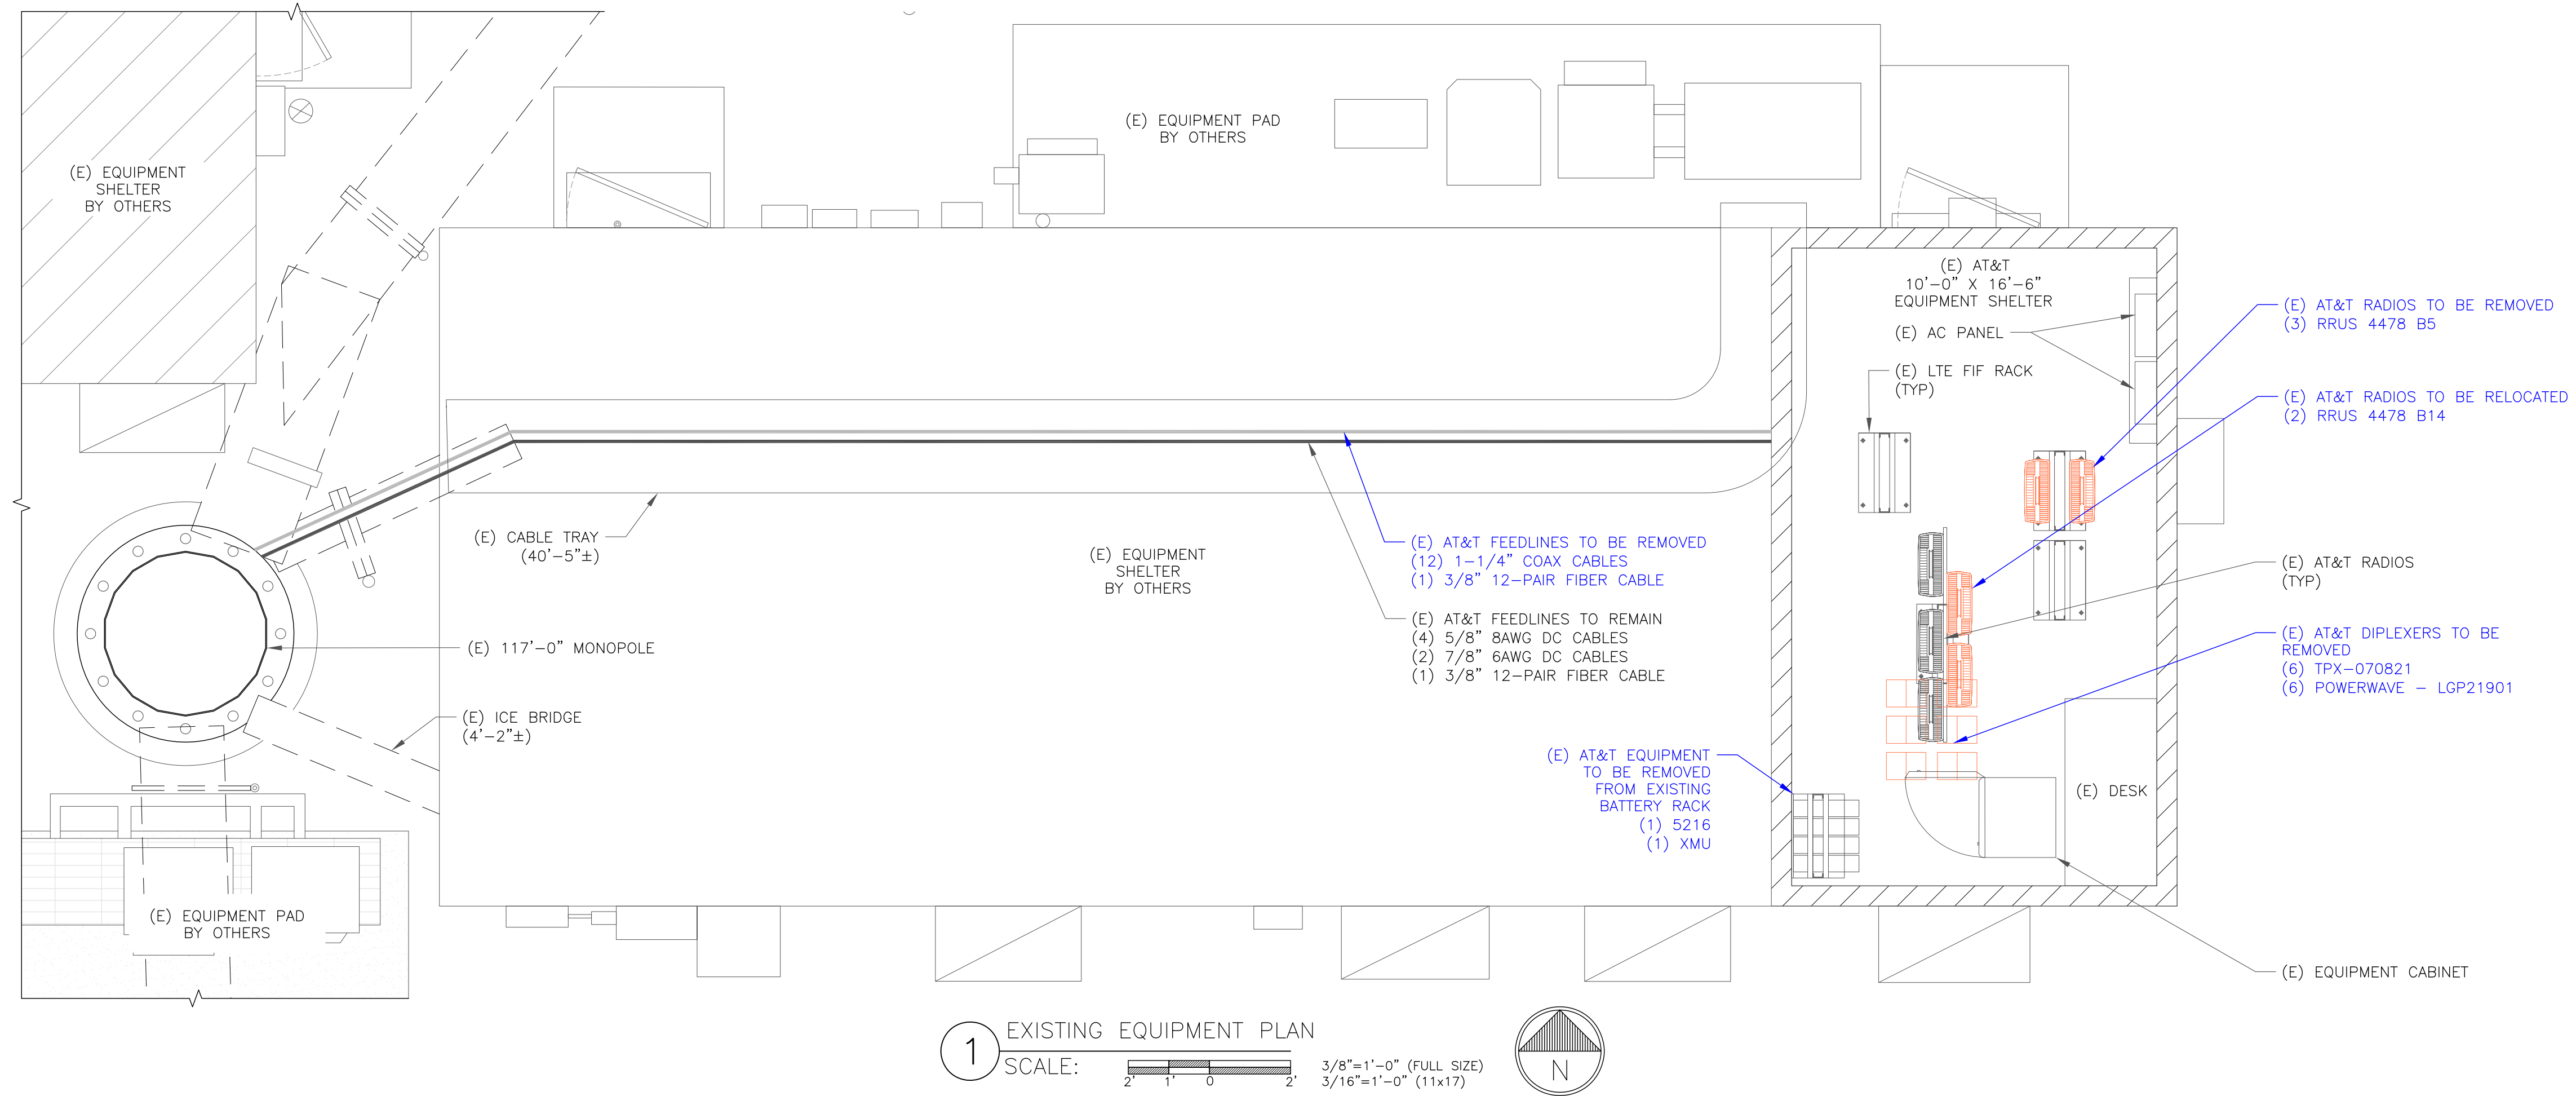 (E) EQUIPMENT
SHELTER
BY OTHERS
(E) EQUIPMENT PAD
BY OTHERS
(E) AT&T
10'-0" X 16'-6"
EQUIPMENT SHELTER
(E) AC PANEL
(E) LTE FIF RACK
(TYP)
(E) AT&T RADIOS TO BE REMOVED
(3) RRUS 4478 B5
(E) AT&T RADIOS TO BE RELOCATED
(2) RRUS 4478 B14
(E) CABLE TRAY
(40'-5"±)
(E) EQUIPMENT
SHELTER
BY OTHERS
(E) AT&T FEEDLINES TO BE REMOVED
(12) 1-1/4" COAX CABLES
(1) 3/8" 12-PAIR FIBER CABLE
(E) AT&T FEEDLINES TO REMAIN
(4) 5/8" 8AWG DC CABLES
(2) 7/8" 6AWG DC CABLES
(1) 3/8" 12-PAIR FIBER CABLE
(E) AT&T RADIOS
(TYP)
(E) AT&T DIPLEXERS TO BE
REMOVED
(6) TPX-070821
(6) POWERWAVE - LGP21901
(E) 117'-0" MONOPOLE
(E) ICE BRIDGE
(4'-2"±)
(E) AT&T EQUIPMENT
TO BE REMOVED
FROM EXISTING
BATTERY RACK
(1) 5216
(1) XMU
(E) DESK
(E) EQUIPMENT PAD
BY OTHERS
(E) EQUIPMENT CABINET
1
EXISTING EQUIPMENT PLAN
SCALE:
2' 1' 0 2'
3/8"=1'-0" (FULL SIZE)
3/16"=1'-0" (11x17)
N